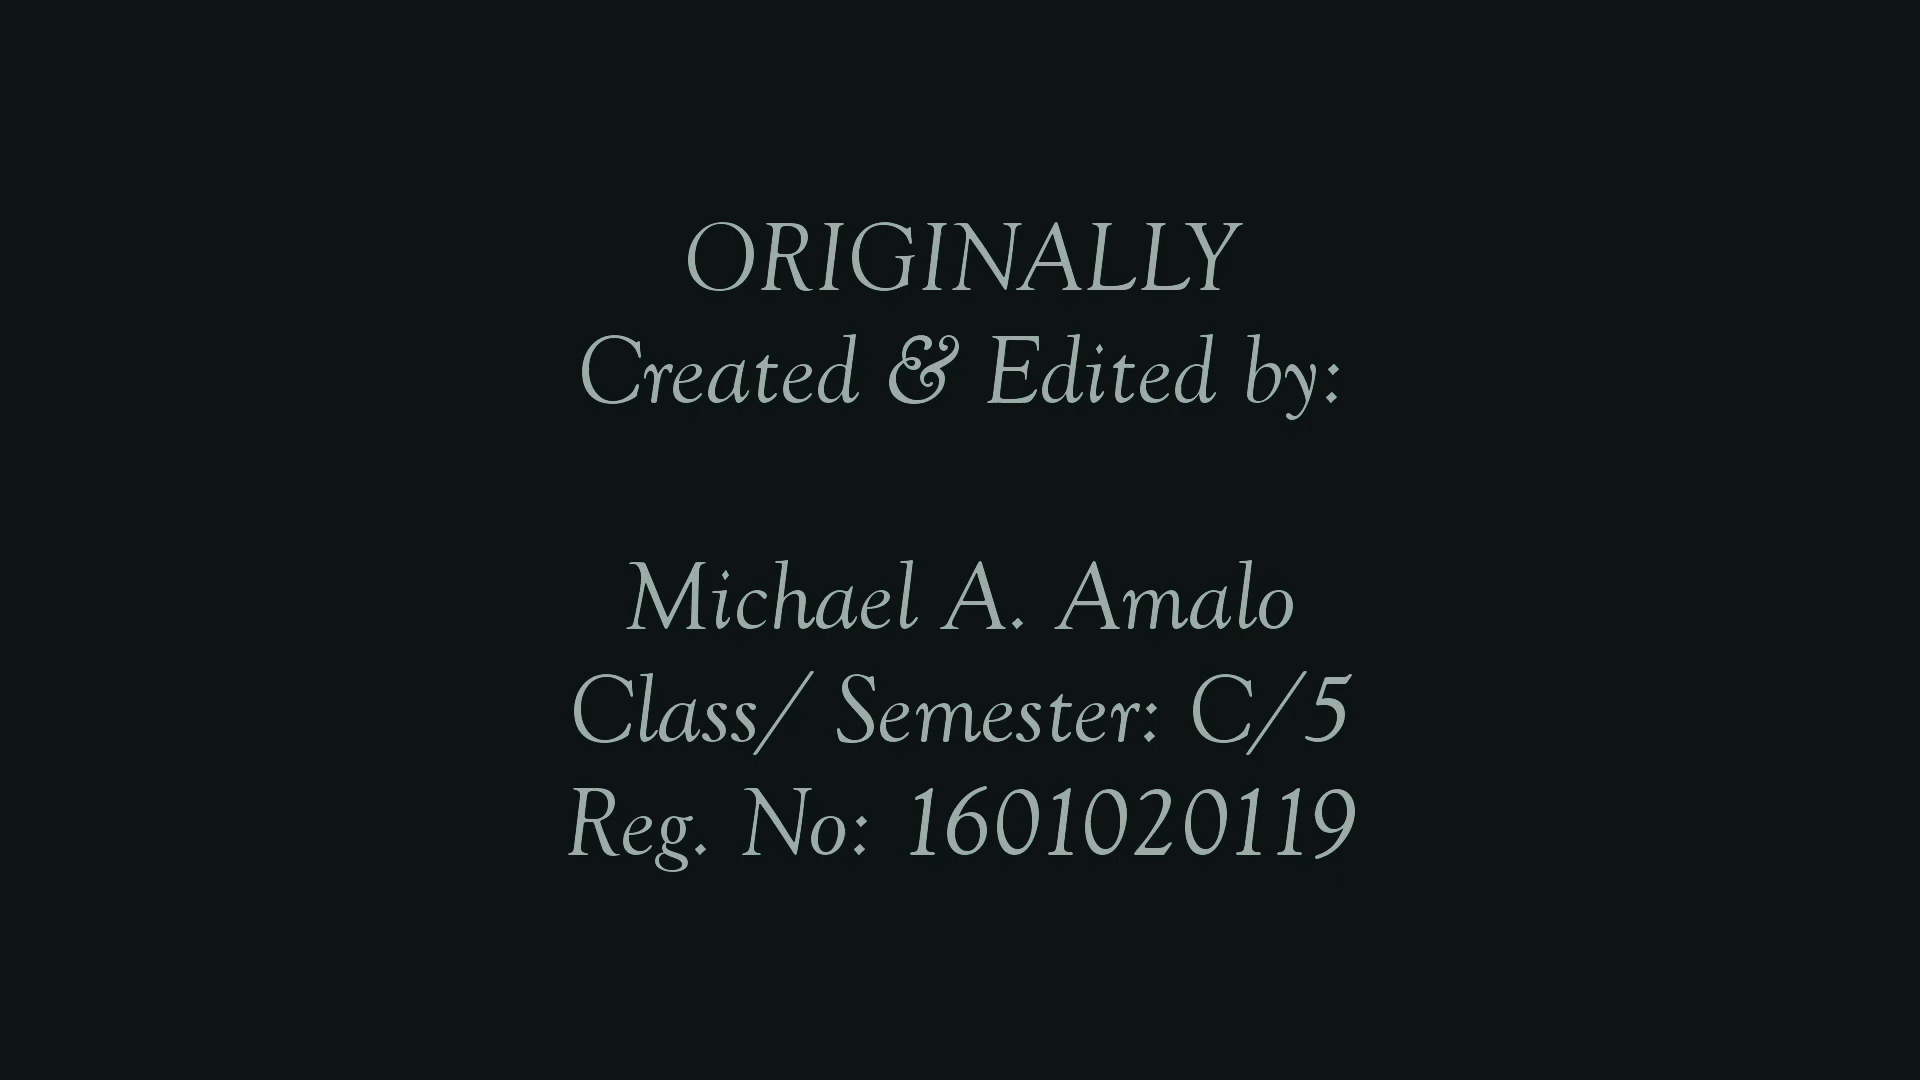 ORIGINALLY
Created & Edited by:
Michael A. Amalo
Class/ Semester: C/5
Reg. No: 1601020119